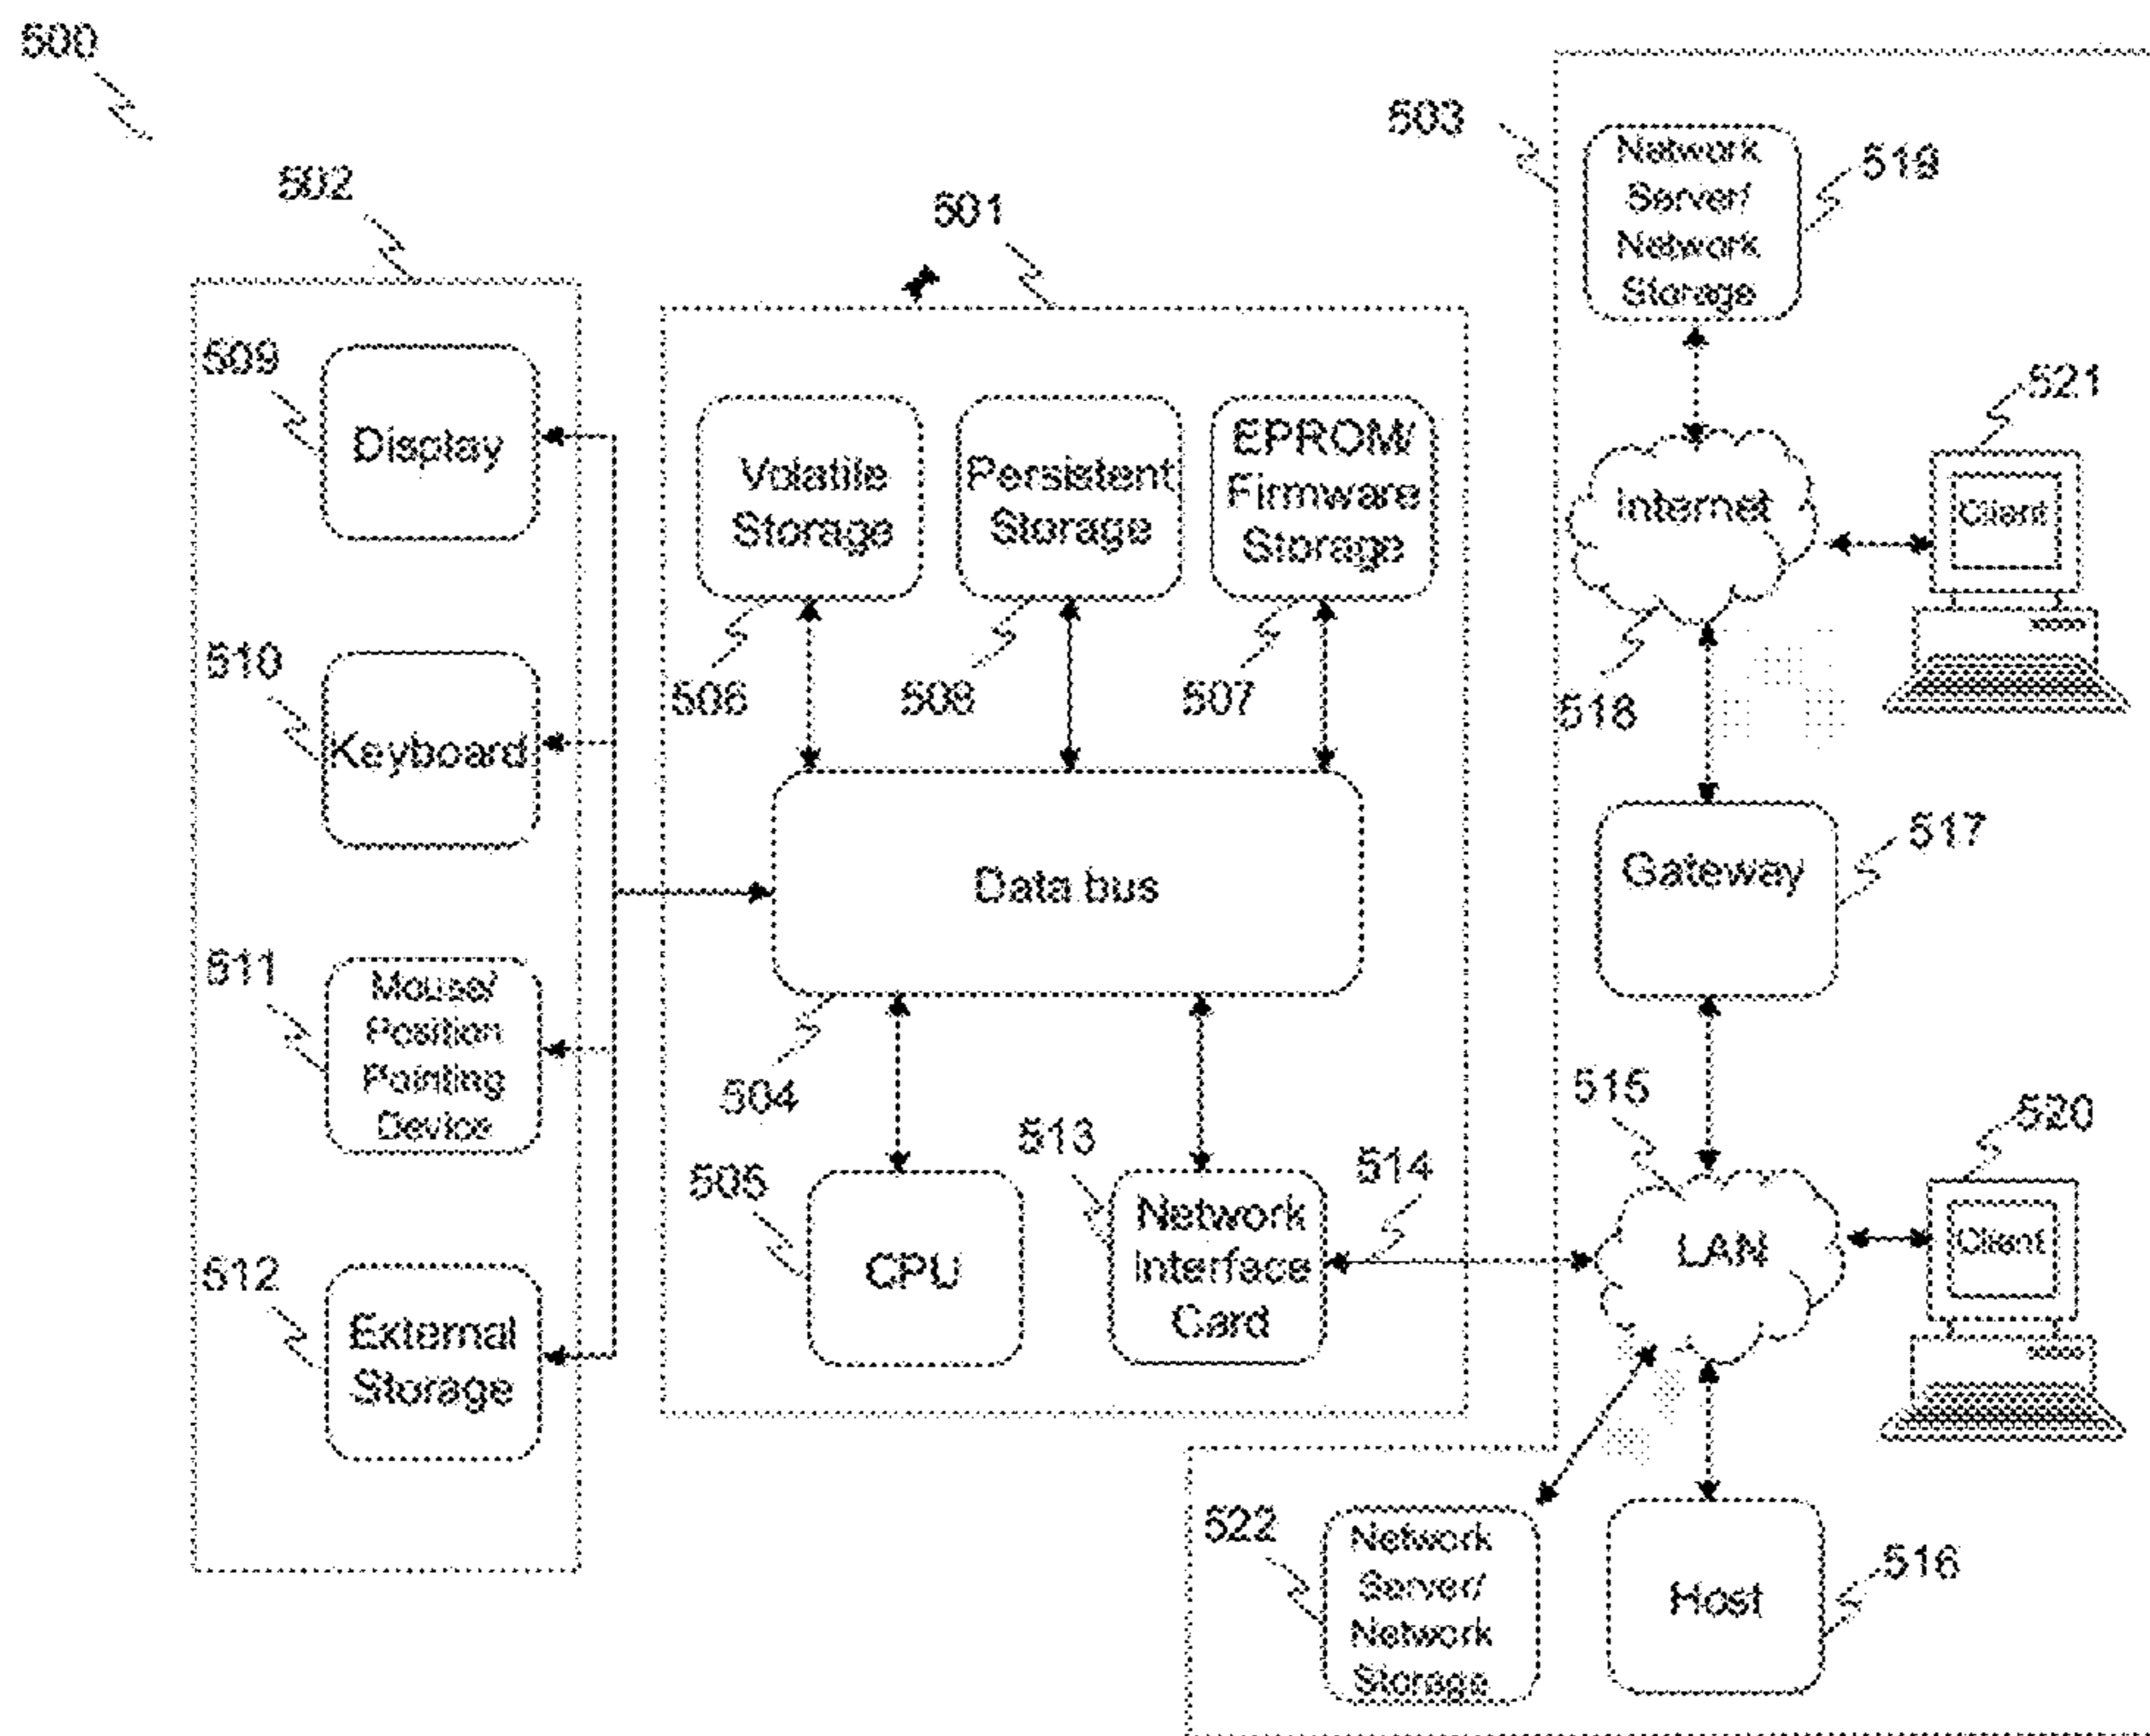 500
502
501
503
509
Display
510
Keyboard
511
Mouse/
Position
Pointing
Device
512
External
Storage
Volatile
Storage
506
Persistent
Storage
508
EPROM/
Firmware
Storage
507
Data bus
504
505
CPU
513
Network
Interface
Card
514
Network
Server/
Network
Storage
519
Internet
518
521
Client
Gateway
517
515
LAN
520
Client
522
Network
Server/
Network
Storage
Host
516